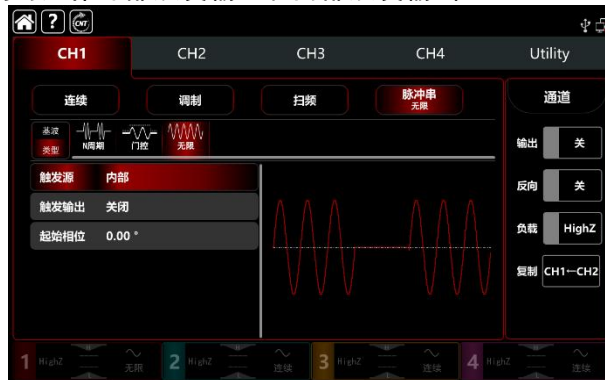 ? CNT
CH1 CH2 CH3 CH4 Utility
连续 调制 扫频 脉冲串 通道
无限
基波
类型 N周期 门控 无限
输出 关
触发源 内部
反向 关
触发输出 关闭
负载 HighZ
起始相位 0.00 °
复制 CH1←CH2
1 HighZ 无限 2 HighZ 连续 3 HighZ 连续 4 HighZ 连续